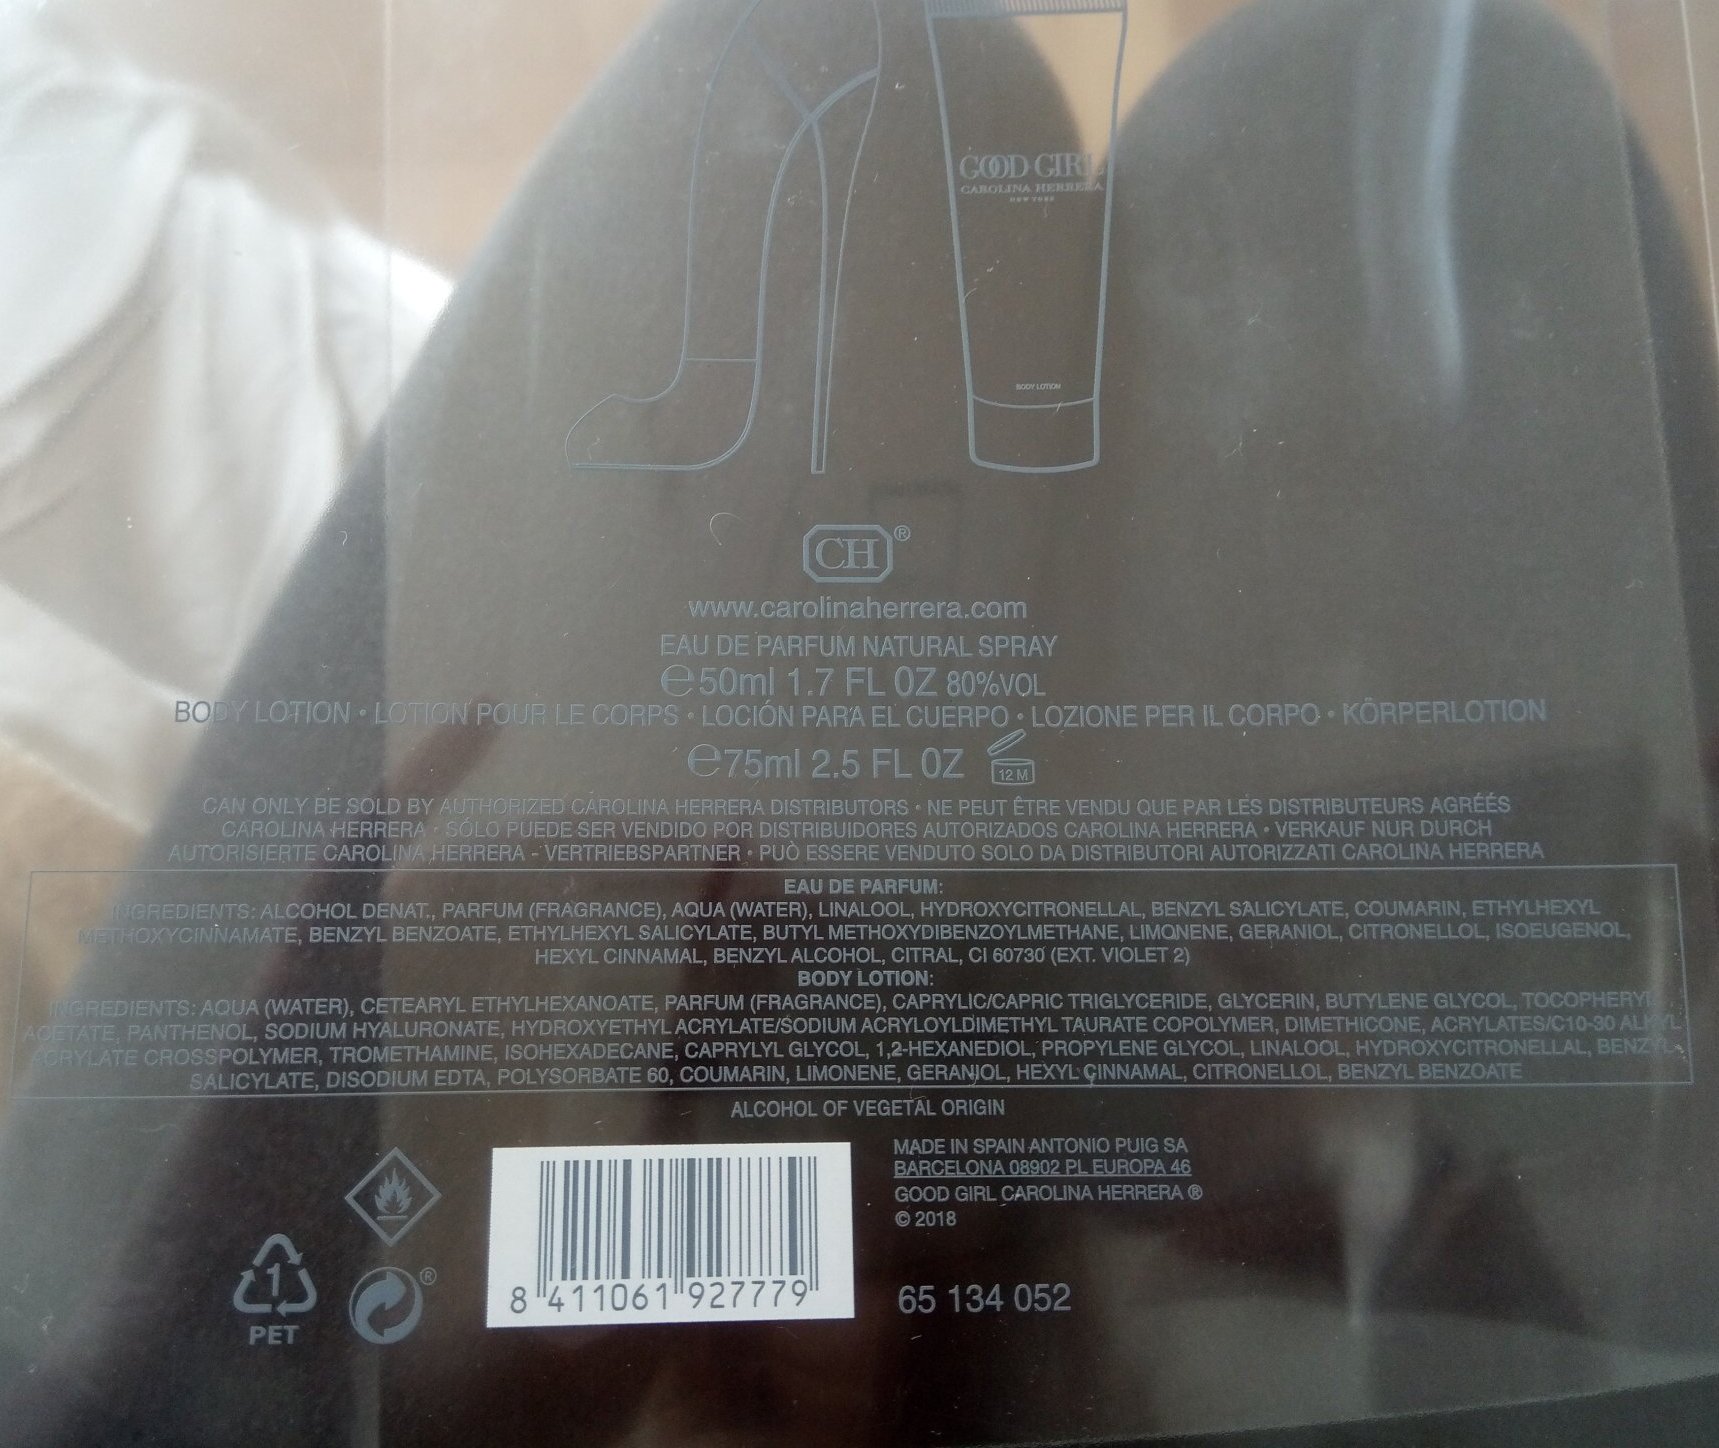 GOOD GIRL
CAROLINA HERRERA
NEW YORK
BODY LOTION
CH®
www.carolinaherrera.com
EAU DE PARFUM NATURAL SPRAY
℮50ml 1.7 FL OZ 80%VOL
BODY LOTION • LOTION POUR LE CORPS • LOCIÓN PARA EL CUERPO • LOZIONE PER IL CORPO • KÖRPERLOTION
℮75ml 2.5 FL OZ 12 M
CAN ONLY BE SOLD BY AUTHORIZED CAROLINA HERRERA DISTRIBUTORS • NE PEUT ÊTRE VENDU QUE PAR LES DISTRIBUTEURS AGRÉÉS
CAROLINA HERRERA • SÓLO PUEDE SER VENDIDO POR DISTRIBUIDORES AUTORIZADOS CAROLINA HERRERA • VERKAUF NUR DURCH
AUTORISIERTE CAROLINA HERRERA - VERTRIEBSPARTNER • PUÒ ESSERE VENDUTO SOLO DA DISTRIBUTORI AUTORIZZATI CAROLINA HERRERA
EAU DE PARFUM:
INGREDIENTS: ALCOHOL DENAT., PARFUM (FRAGRANCE), AQUA (WATER), LINALOOL, HYDROXYCITRONELLAL, BENZYL SALICYLATE, COUMARIN, ETHYLHEXYL
METHOXYCINNAMATE, BENZYL BENZOATE, ETHYLHEXYL SALICYLATE, BUTYL METHOXYDIBENZOYLMETHANE, LIMONENE, GERANIOL, CITRONELLOL, ISOEUGENOL,
HEXYL CINNAMAL, BENZYL ALCOHOL, CITRAL, CI 60730 (EXT. VIOLET 2)
BODY LOTION:
INGREDIENTS: AQUA (WATER), CETEARYL ETHYLHEXANOATE, PARFUM (FRAGRANCE), CAPRYLIC/CAPRIC TRIGLYCERIDE, GLYCERIN, BUTYLENE GLYCOL, TOCOPHERYL
ACETATE, PANTHENOL, SODIUM HYALURONATE, HYDROXYETHYL ACRYLATE/SODIUM ACRYLOYLDIMETHYL TAURATE COPOLYMER, DIMETHICONE, ACRYLATES/C10-30 ALKYL
ACRYLATE CROSSPOLYMER, TROMETHAMINE, ISOHEXADECANE, CAPRYLYL GLYCOL, 1,2-HEXANEDIOL, PROPYLENE GLYCOL, LINALOOL, HYDROXYCITRONELLAL, BENZYL
SALICYLATE, DISODIUM EDTA, POLYSORBATE 60, COUMARIN, LIMONENE, GERANIOL, HEXYL CINNAMAL, CITRONELLOL, BENZYL BENZOATE
ALCOHOL OF VEGETAL ORIGIN
MADE IN SPAIN ANTONIO PUIG SA
BARCELONA 08902 PL EUROPA 46
GOOD GIRL CAROLINA HERRERA ®
© 2018
1
PET
®
8 411061 927779
65 134 052